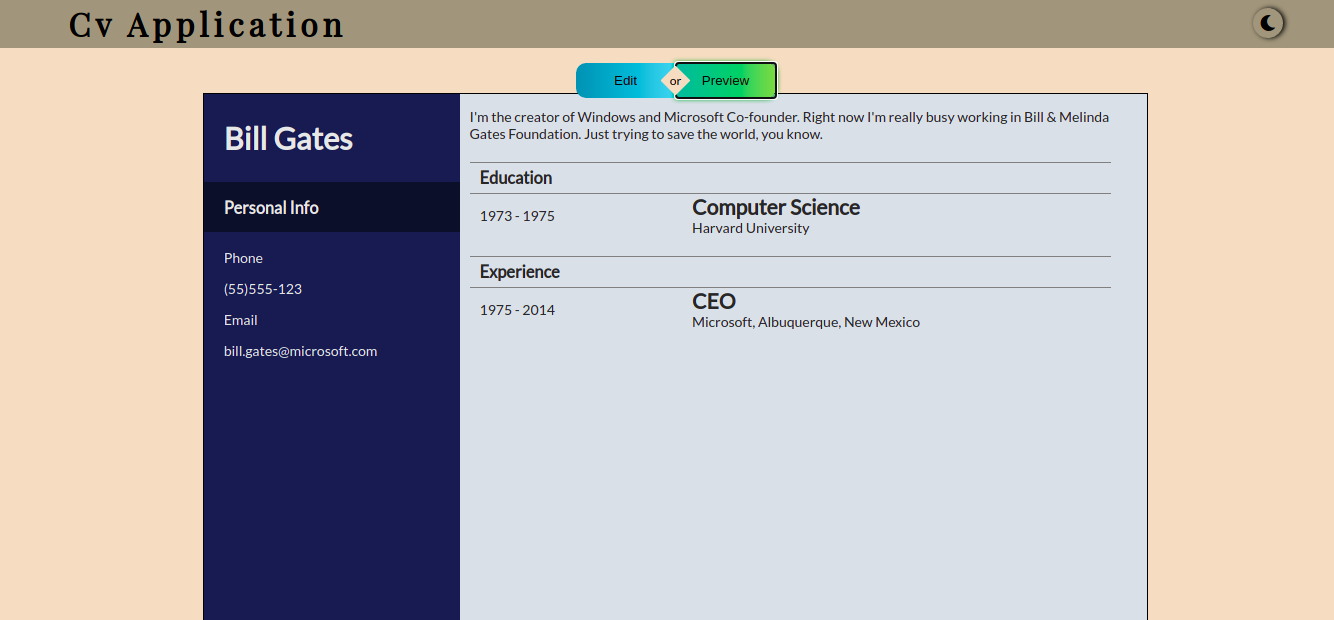 Cv Application
Edit
or
Preview
Bill Gates
Personal Info
Phone
(55)555-123
Email
bill.gates@microsoft.com
I'm the creator of Windows and Microsoft Co-founder. Right now I'm really busy working in Bill & Melinda
Gates Foundation. Just trying to save the world, you know.
Education
1973 - 1975
Computer Science
Harvard University
Experience
1975 - 2014
CEO
Microsoft, Albuquerque, New Mexico